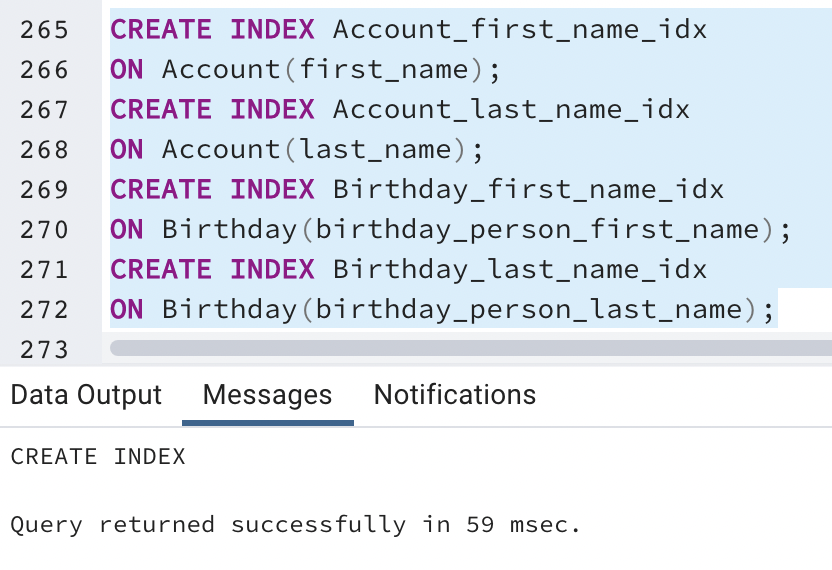 265 CREATE INDEX Account_first_name_idx
266 ON Account(first_name);
267 CREATE INDEX Account_last_name_idx
268 ON Account(last_name);
269 CREATE INDEX Birthday_first_name_idx
270 ON Birthday(birthday_person_first_name);
271 CREATE INDEX Birthday_last_name_idx
272 ON Birthday(birthday_person_last_name);
273
Data Output Messages Notifications
CREATE INDEX
Query returned successfully in 59 msec.